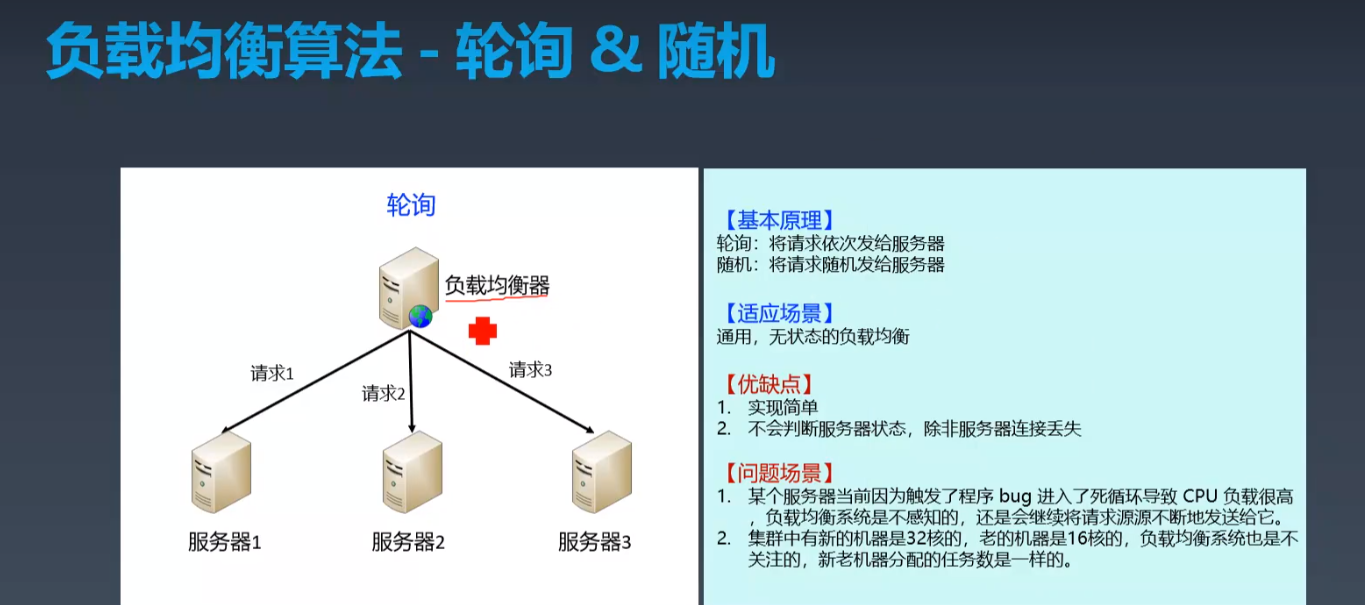 负载均衡算法 - 轮询 & 随机
轮询
负载均衡器
请求1
请求2
请求3
服务器1
服务器2
服务器3
【基本原理】
轮询：将请求依次发给服务器
随机：将请求随机发给服务器
【适应场景】
通用，无状态的负载均衡
【优缺点】
1. 实现简单
2. 不会判断服务器状态，除非服务器连接丢失
【问题场景】
1. 某个服务器当前因为触发了程序 bug 进入了死循环导致 CPU 负载很高
，负载均衡系统是不感知的，还是会继续将请求源源不断地发送给它。
2. 集群中有新的机器是32核的，老的机器是16核的，负载均衡系统也是不
关注的，新老机器分配的任务数是一样的。